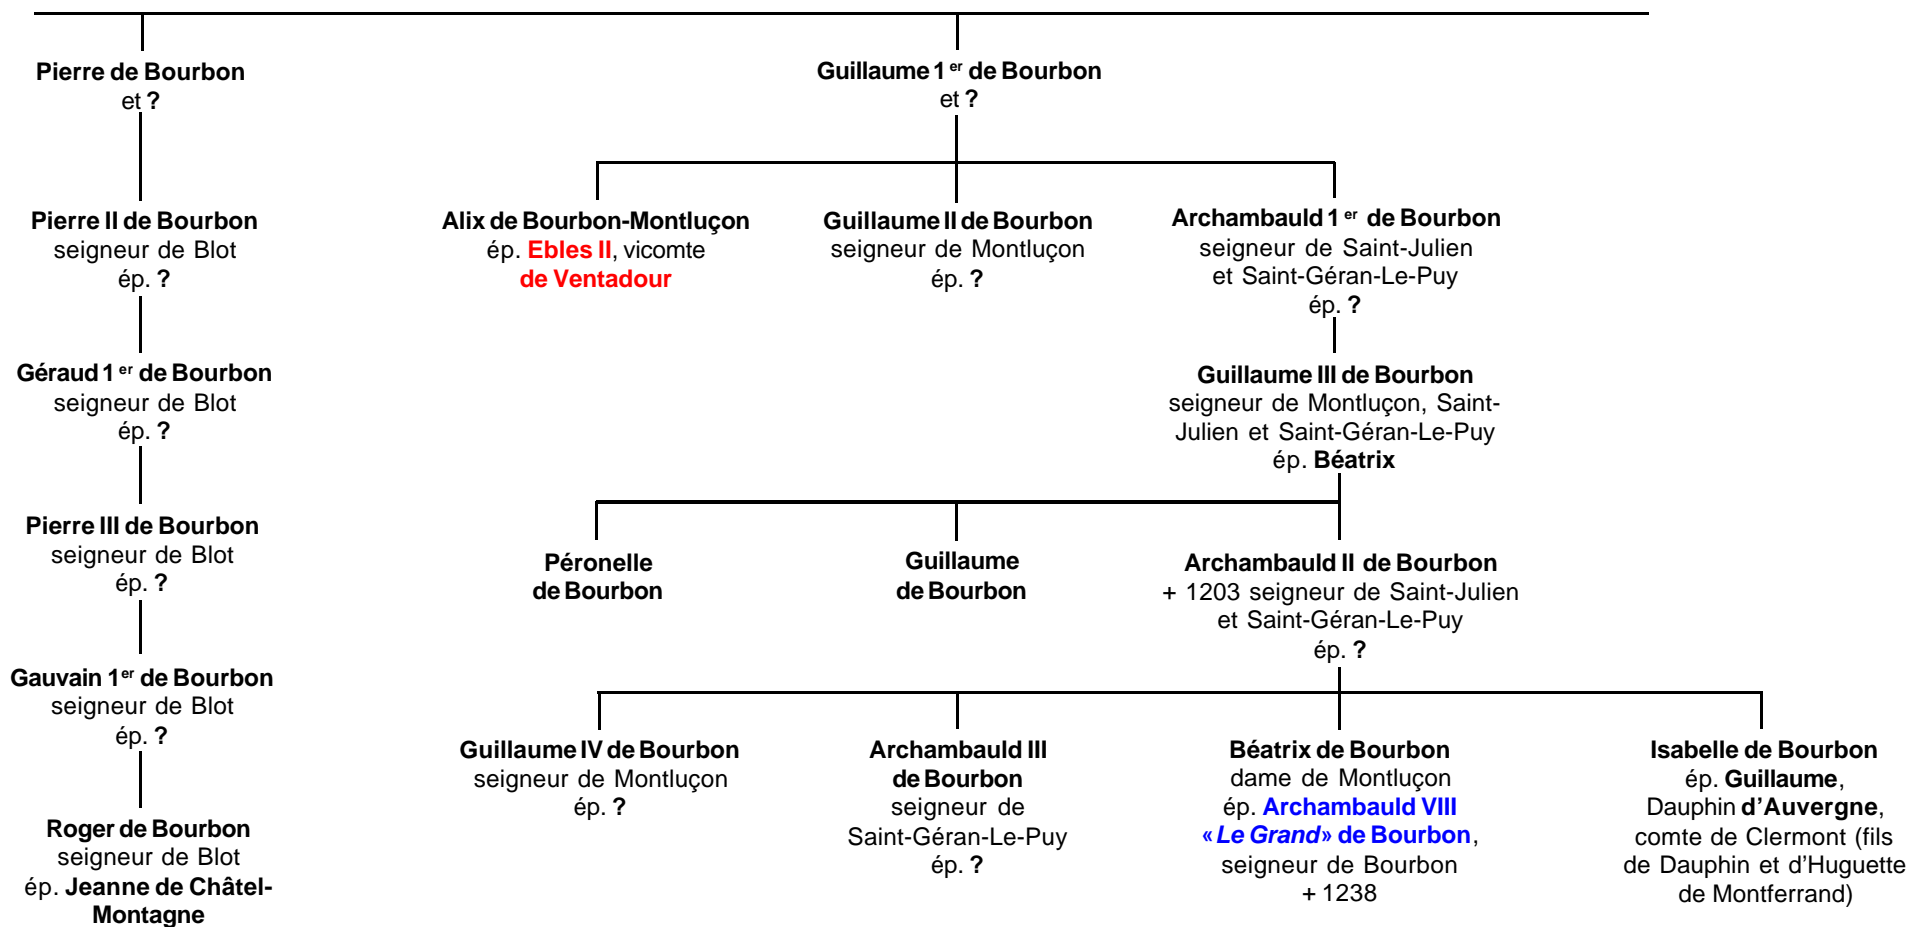 Pierre de Bourbon
et ?
Guillaume 1er de Bourbon
et ?
Pierre II de Bourbon
seigneur de Blot
ép. ?
Alix de Bourbon-Montluçon
ép. Ebles II, vicomte
de Ventadour
Guillaume II de Bourbon
seigneur de Montluçon
ép. ?
Archambauld 1er de Bourbon
seigneur de Saint-Julien
et Saint-Géran-Le-Puy
ép. ?
Géraud 1er de Bourbon
seigneur de Blot
ép. ?
Guillaume III de Bourbon
seigneur de Montluçon, Saint-
Julien et Saint-Géran-Le-Puy
ép. Béatrix
Pierre III de Bourbon
seigneur de Blot
ép. ?
Péronelle
de Bourbon
Guillaume
de Bourbon
Archambauld II de Bourbon
+ 1203 seigneur de Saint-Julien
et Saint-Géran-Le-Puy
ép. ?
Gauvain 1er de Bourbon
seigneur de Blot
ép. ?
Guillaume IV de Bourbon
seigneur de Montluçon
ép. ?
Archambauld III
de Bourbon
seigneur de
Saint-Géran-Le-Puy
ép. ?
Béatrix de Bourbon
dame de Montluçon
ép. Archambauld VIII
«Le Grand» de Bourbon,
seigneur de Bourbon
+ 1238
Isabelle de Bourbon
ép. Guillaume,
Dauphin d'Auvergne,
comte de Clermont (fils
de Dauphin et d'Huguette
de Montferrand)
Roger de Bourbon
seigneur de Blot
ép. Jeanne de Châtel-
Montagne